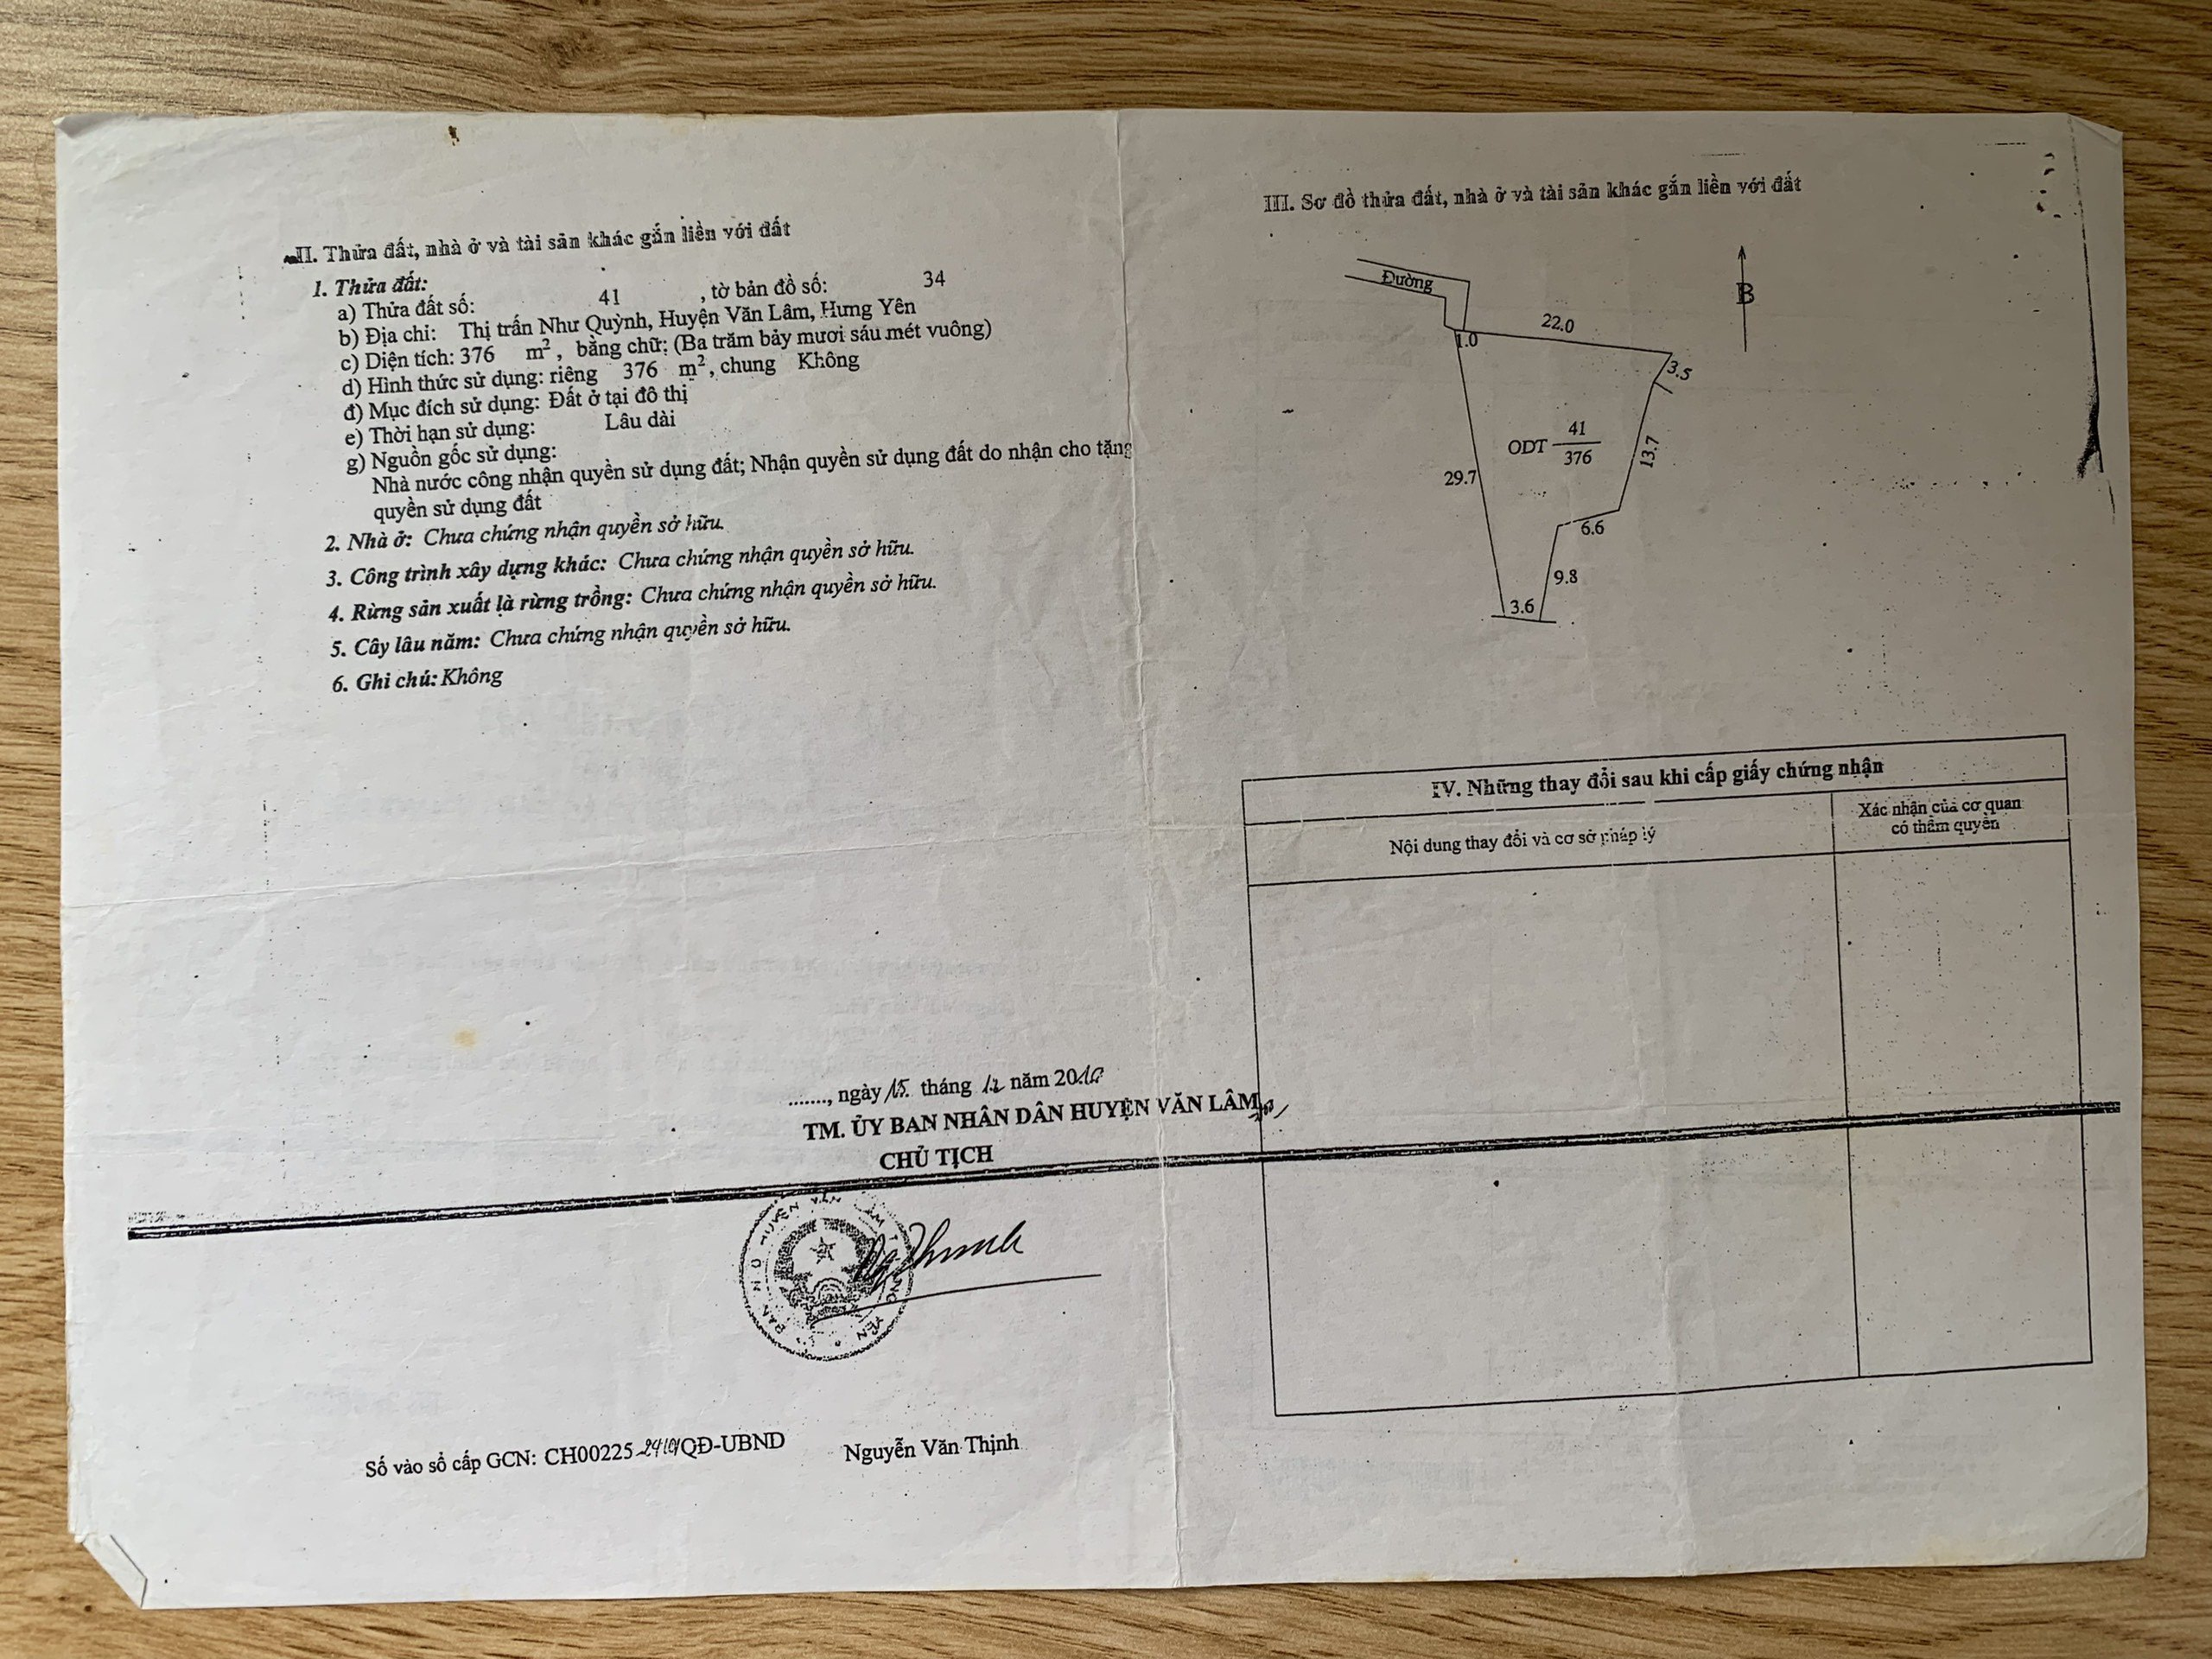 II. Thửa đất, nhà ở và tài sản khác gắn liền với đất
1. Thửa đất:
a) Thửa đất số: 41 , tờ bản đồ số: 34
b) Địa chỉ: Thị trấn Như Quỳnh, Huyện Văn Lâm, Hưng Yên
c) Diện tích: 376 m², bằng chữ: (Ba trăm bảy mươi sáu mét vuông)
d) Hình thức sử dụng: riêng 376 m², chung Không
đ) Mục đích sử dụng: Đất ở tại đô thị
e) Thời hạn sử dụng: Lâu dài
g) Nguồn gốc sử dụng:
Nhà nước công nhận quyền sử dụng đất; Nhận quyền sử dụng đất do nhận cho tặng
quyền sử dụng đất
2. Nhà ở: Chưa chứng nhận quyền sở hữu.
3. Công trình xây dựng khác: Chưa chứng nhận quyền sở hữu.
4. Rừng sản xuất là rừng trồng: Chưa chứng nhận quyền sở hữu.
5. Cây lâu năm: Chưa chứng nhận quyền sở hữu.
6. Ghi chú: Không
......., ngày 15. tháng 12 năm 2010
TM. ỦY BAN NHÂN DÂN HUYỆN VĂN LÂM
CHỦ TỊCH
Số vào sổ cấp GCN: CH00225 QĐ-UBND
Nguyễn Văn Thịnh
III. Sơ đồ thửa đất, nhà ở và tài sản khác gắn liền với đất
Đường
B
22.0
1.0
3.5
ODT 41
376
13.7
29.7
6.6
9.8
3.6
IV. Những thay đổi sau khi cấp giấy chứng nhận
Nội dung thay đổi và cơ sở pháp lý
Xác nhận của cơ quan
có thẩm quyền